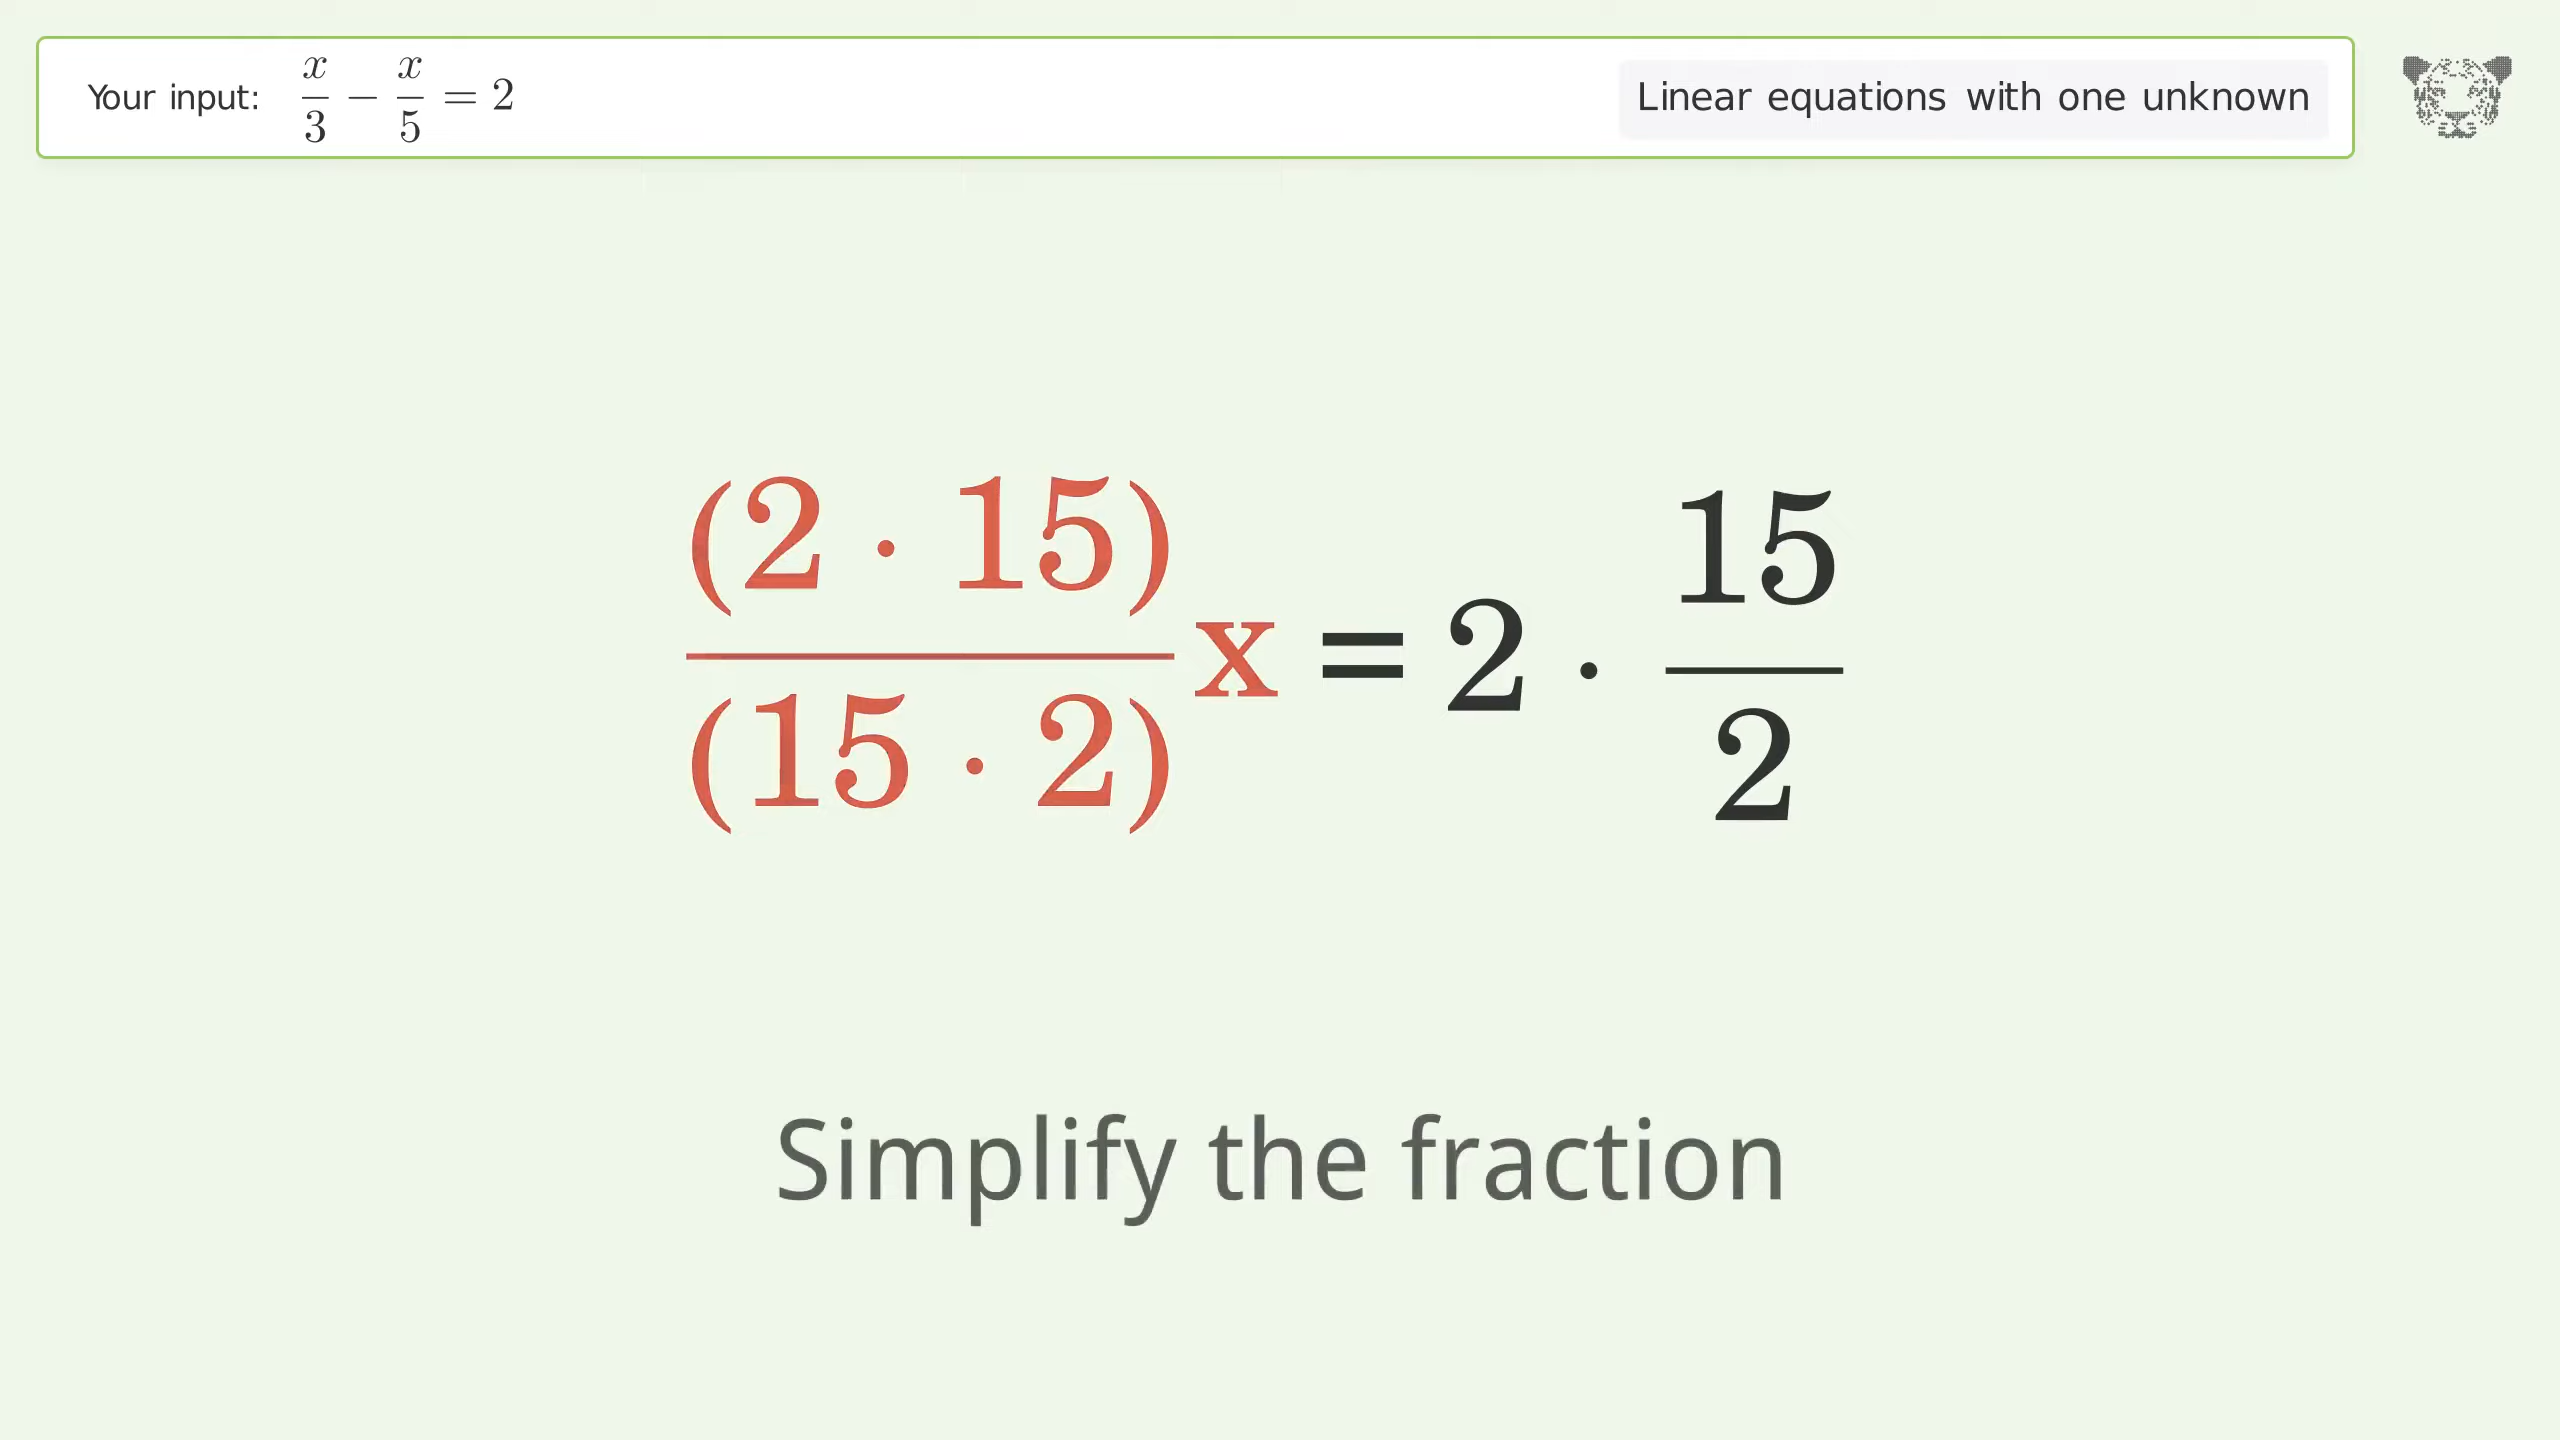 Your input: x/3 − x/5 = 2
Linear equations with one unknown
(2 · 15)/(15 · 2) x = 2 · 15/2
Simplify the fraction